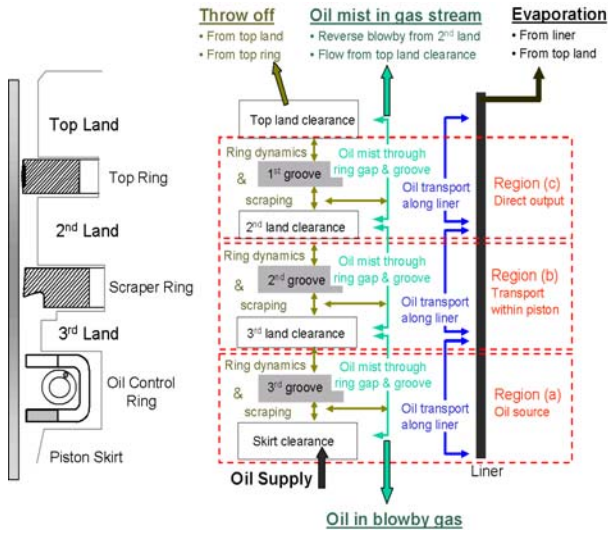 Throw off
• From top land
• From top ring
Oil mist in gas stream
• Reverse blowby from 2nd land
• Flow from top land clearance
Evaporation
• From liner
• From top land
Top Land
Top Ring
2nd Land
Scraper Ring
3rd Land
Oil Control
Ring
Piston Skirt
Top land clearance
Ring dynamics
&
1st groove
scraping
2nd land clearance
Oil mist through
ring gap & groove
Oil transport
along liner
Region (c)
Direct output
Ring dynamics
&
2nd groove
scraping
3rd land clearance
Oil mist through
ring gap & groove
Oil transport
along liner
Region (b)
Transport
within piston
Ring dynamics
&
3rd groove
scraping
Skirt clearance
Oil mist through
ring gap & groove
Oil transport
along liner
Region (a)
Oil source
Oil Supply
Liner
Oil in blowby gas